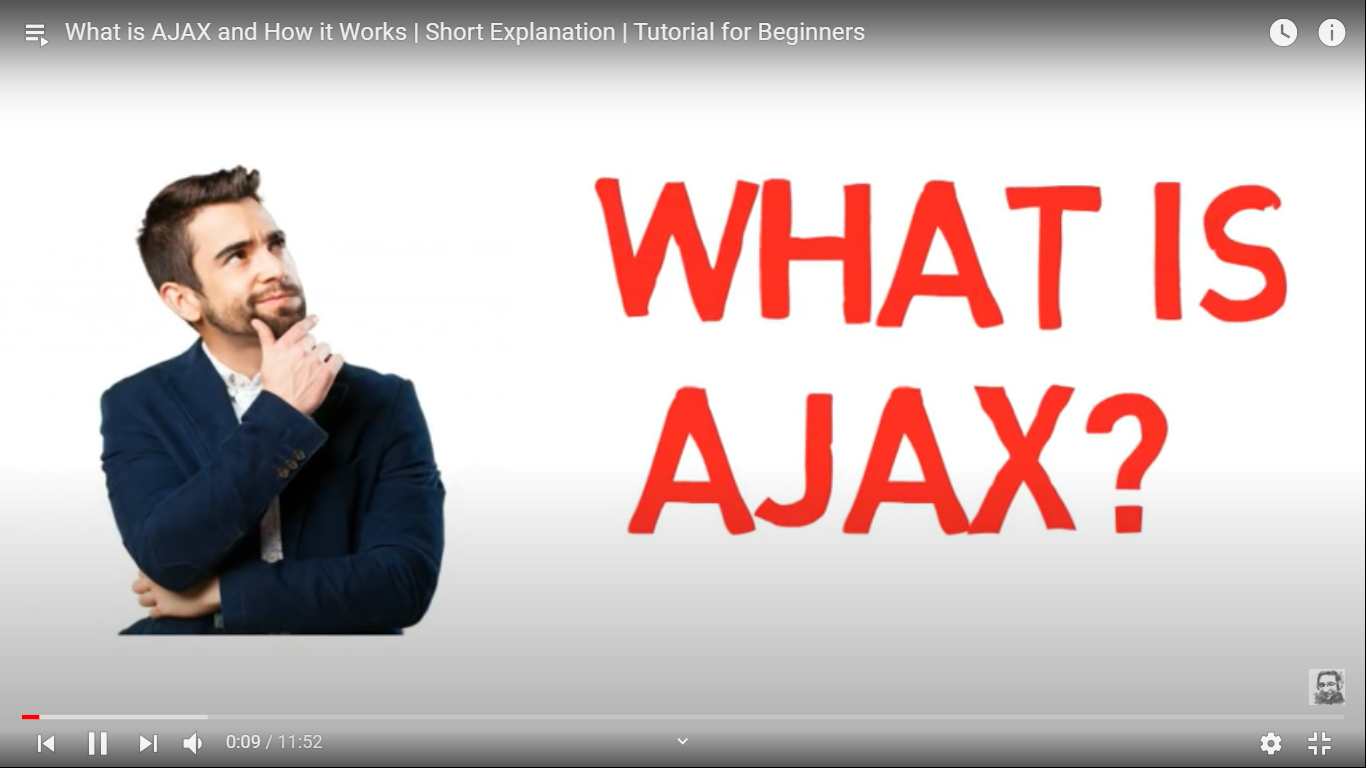 What is AJAX and How it Works | Short Explanation | Tutorial for Beginners
WHAT IS
AJAX?
0:09 / 11:52